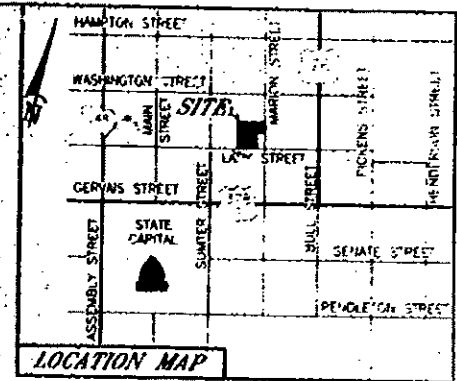 HAMPTON STREET
WASHINGTON STREET
MAIN
STREET
SITE
MARION STREET
STREET
GERVAIS STREET
PICKENS STREET
HENDERSON STREET
ASSEMBLY STREET
STATE
CAPITAL
SUMTER STREET
BULL STREET
SENATE STREET
PENDLETON STREET
LOCATION MAP